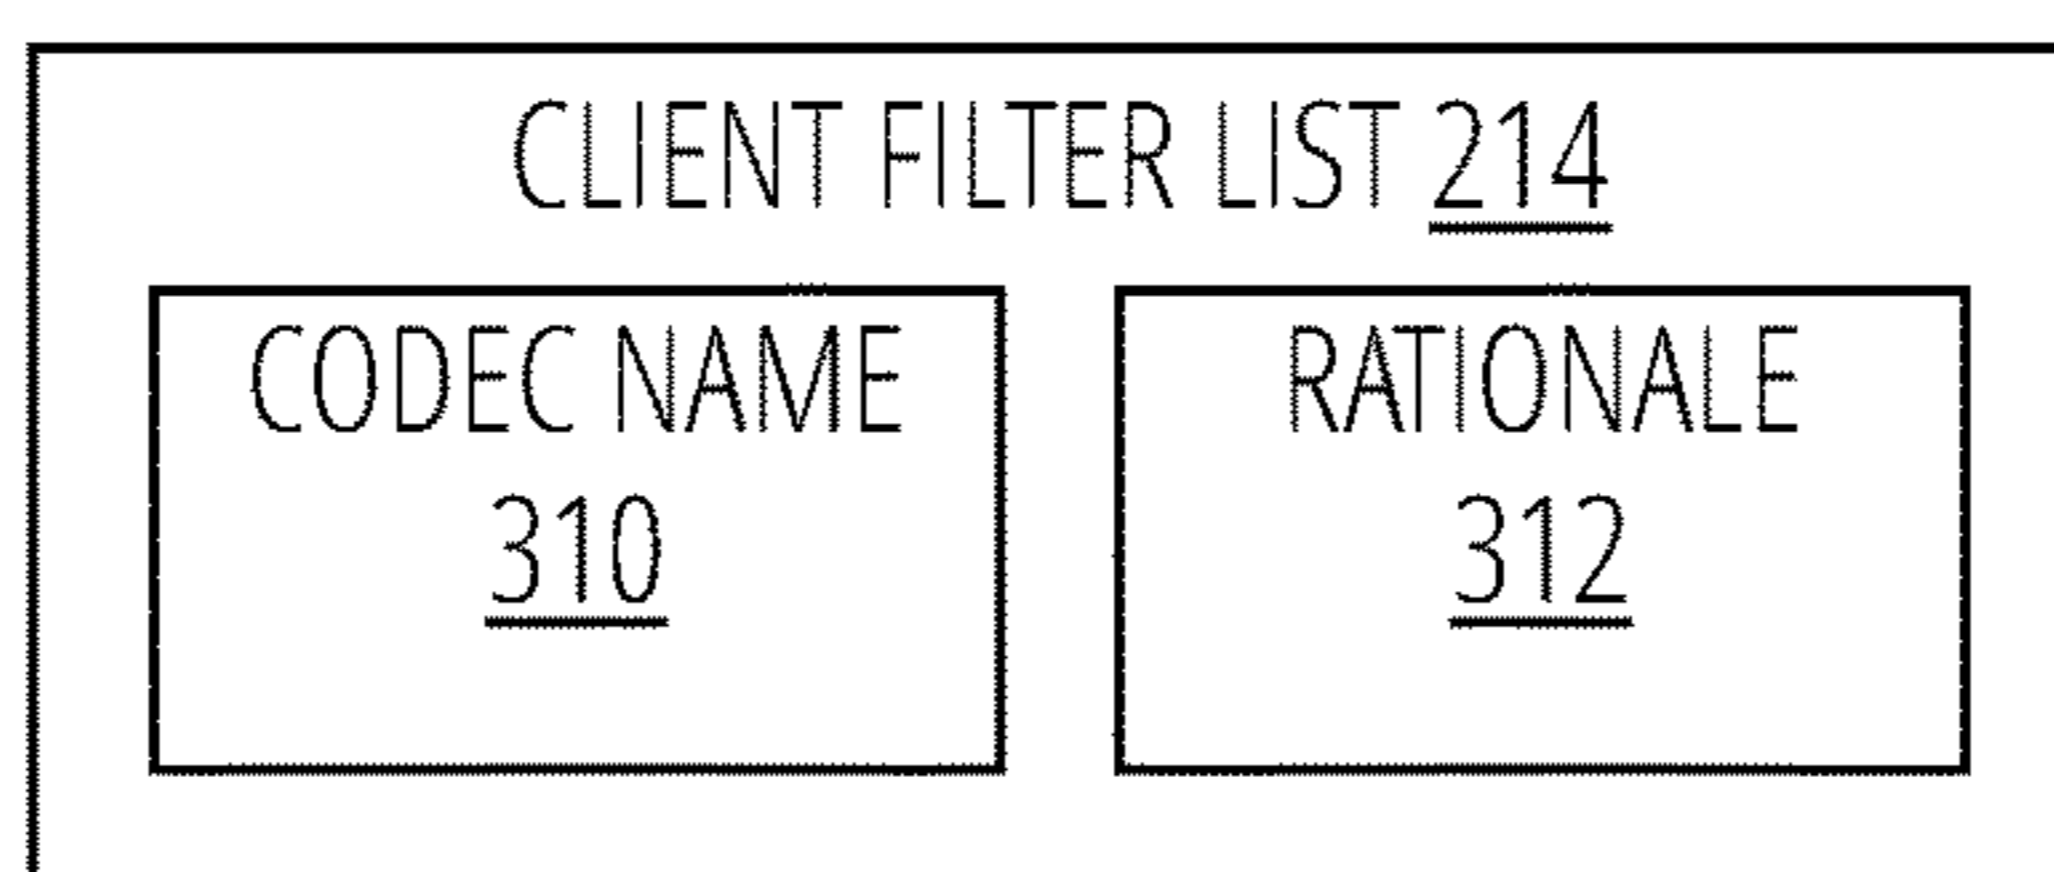 CLIENT FILTER LIST 214
CODEC NAME
310
RATIONALE
312